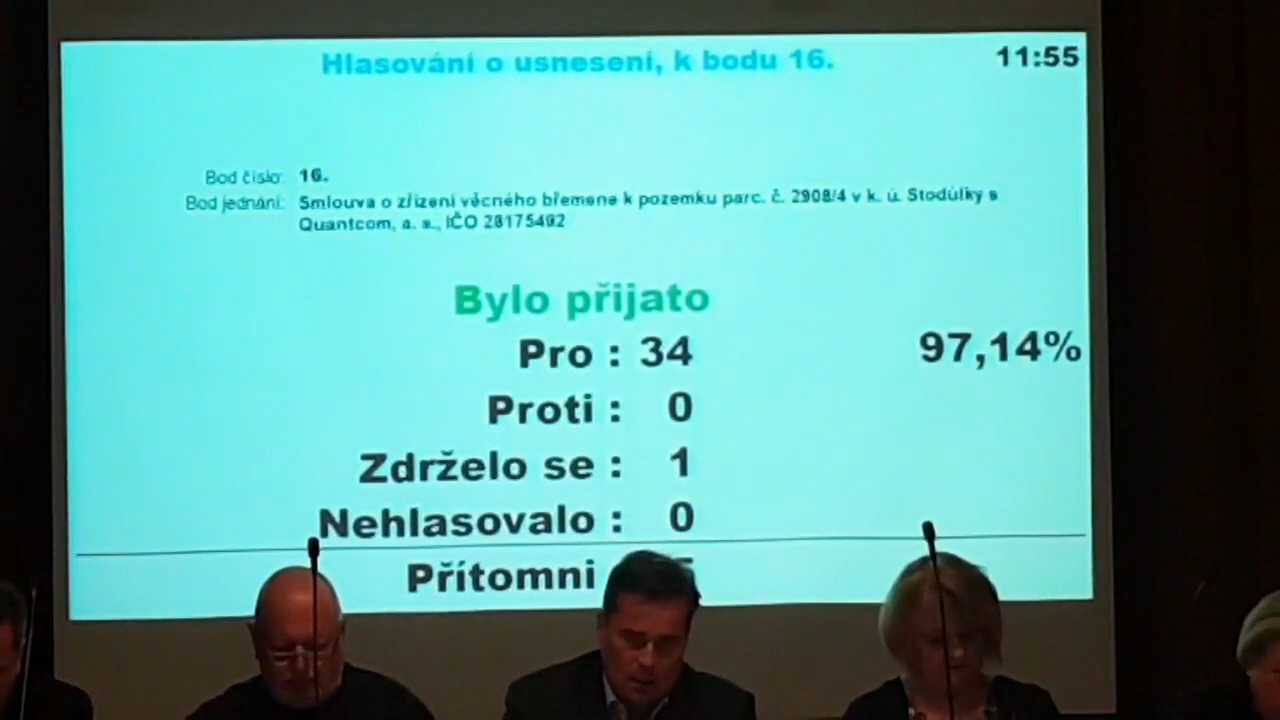 Hlasování o usnesení, k bodu 16.
11:55
Bod číslo: 16.
Bod jednání: Smlouva o zřízení věcného břemene k pozemku parc. č. 2908/4 v k. ú. Stodůlky s
Quantcom, a. s., IČO 28175492
Bylo přijato
Pro : 34 97,14%
Proti : 0
Zdrželo se : 1
Nehlasovalo : 0
Přítomni